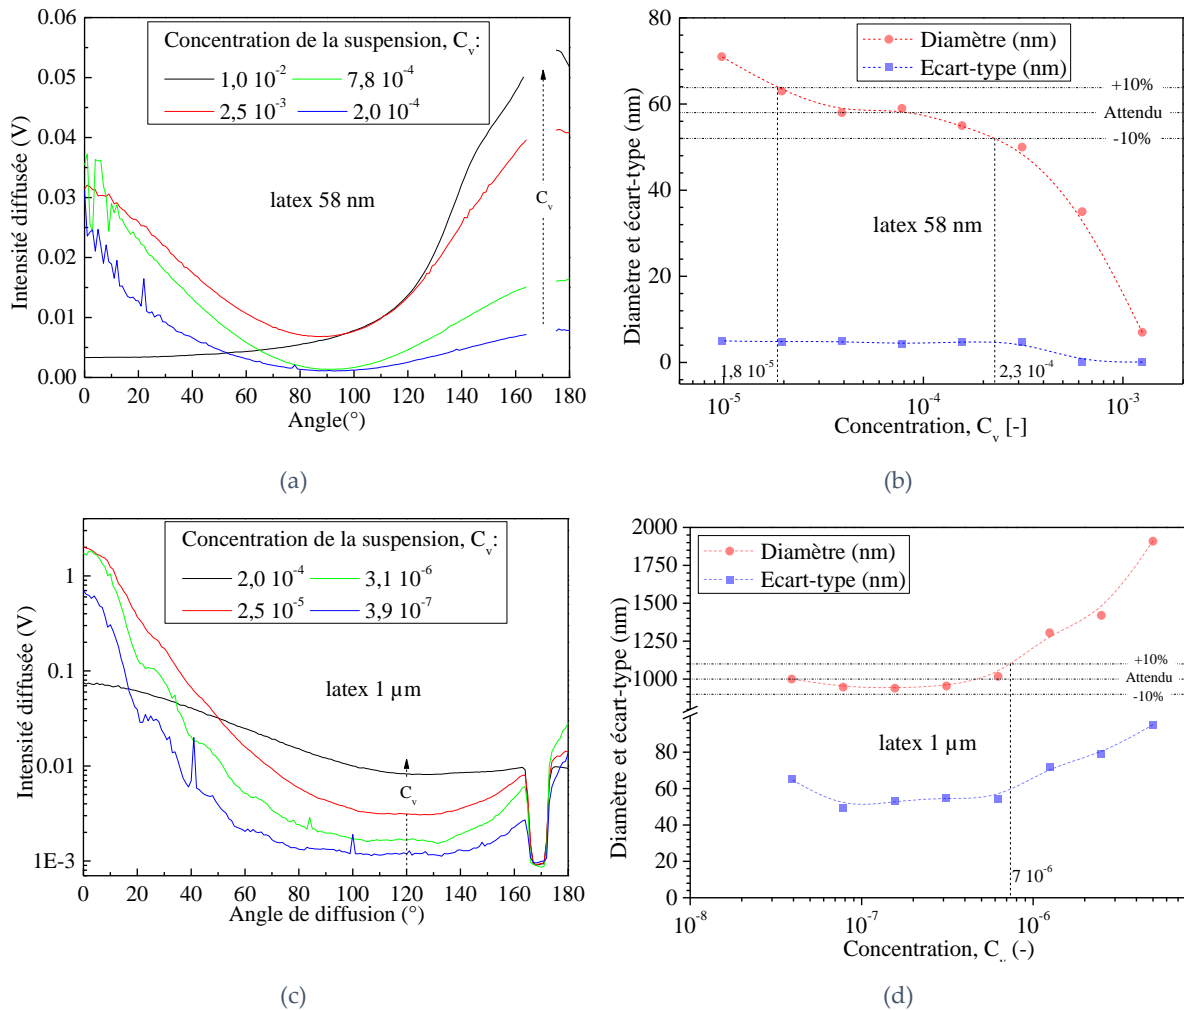 0.06
0.05
0.04
0.03
0.02
0.01
0.00
Intensité diffusée (V)
Concentration de la suspension, Cv:
1,0 10-2
7,8 10-4
2,5 10-3
2,0 10-4
latex 58 nm
Cv
0 20 40 60 80 100 120 140 160 180
Angle(°)
(a)
80
60
40
20
0
Diamètre et écart-type (nm)
Diamètre (nm)
Ecart-type (nm)
+10%
Attendu
-10%
latex 58 nm
1,8 10-5
2,3 10-4
10-5 10-4 10-3
Concentration, Cv [-]
(b)
1
0.1
0.01
1E-3
Intensité diffusée (V)
Concentration de la suspension, Cv:
2,0 10-4
3,1 10-6
2,5 10-5
3,9 10-7
latex 1 µm
Cv
0 20 40 60 80 100 120 140 160 180
Angle de diffusion (°)
(c)
2000
1750
1500
1250
1000
80
60
40
20
0
Diamètre et écart-type (nm)
Diamètre (nm)
Ecart-type (nm)
+10%
Attendu
-10%
latex 1 µm
7 10-6
10-8 10-7 10-6
Concentration, Cv (-)
(d)